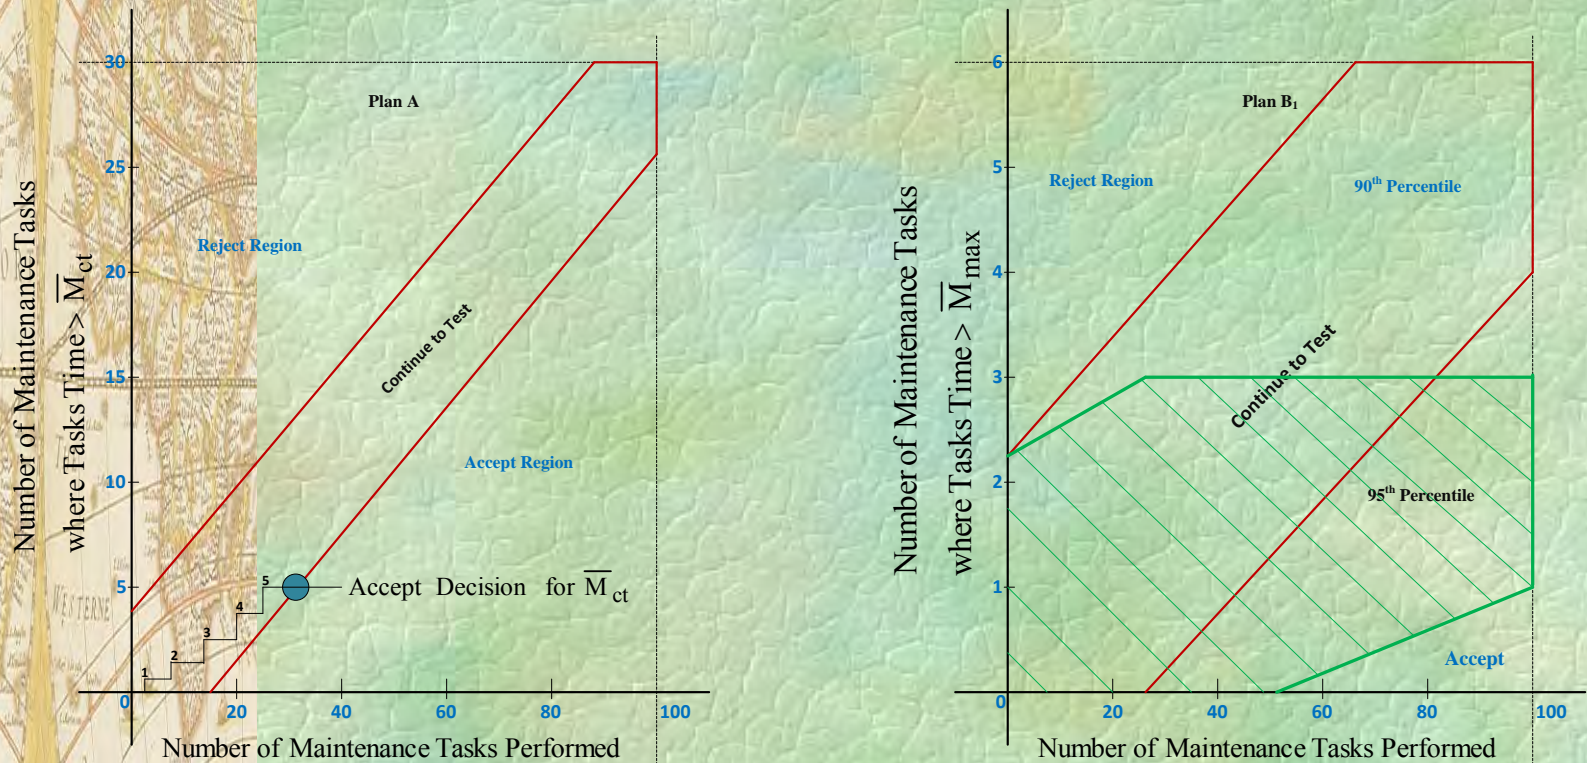 Number of Maintenance Tasks
where Tasks Time > M̅ct
30
25
20
15
10
5
0
Plan A
Reject Region
Continue to Test
Accept Region
1
2
3
4
5
Accept Decision for M̅ct
20
40
60
80
100
Number of Maintenance Tasks Performed
Number of Maintenance Tasks
where Tasks Time > M̅max
6
5
4
3
2
1
0
Plan B₁
Reject Region
90th Percentile
Continue to Test
95th Percentile
Accept
20
40
60
80
100
Number of Maintenance Tasks Performed
WESTERNE